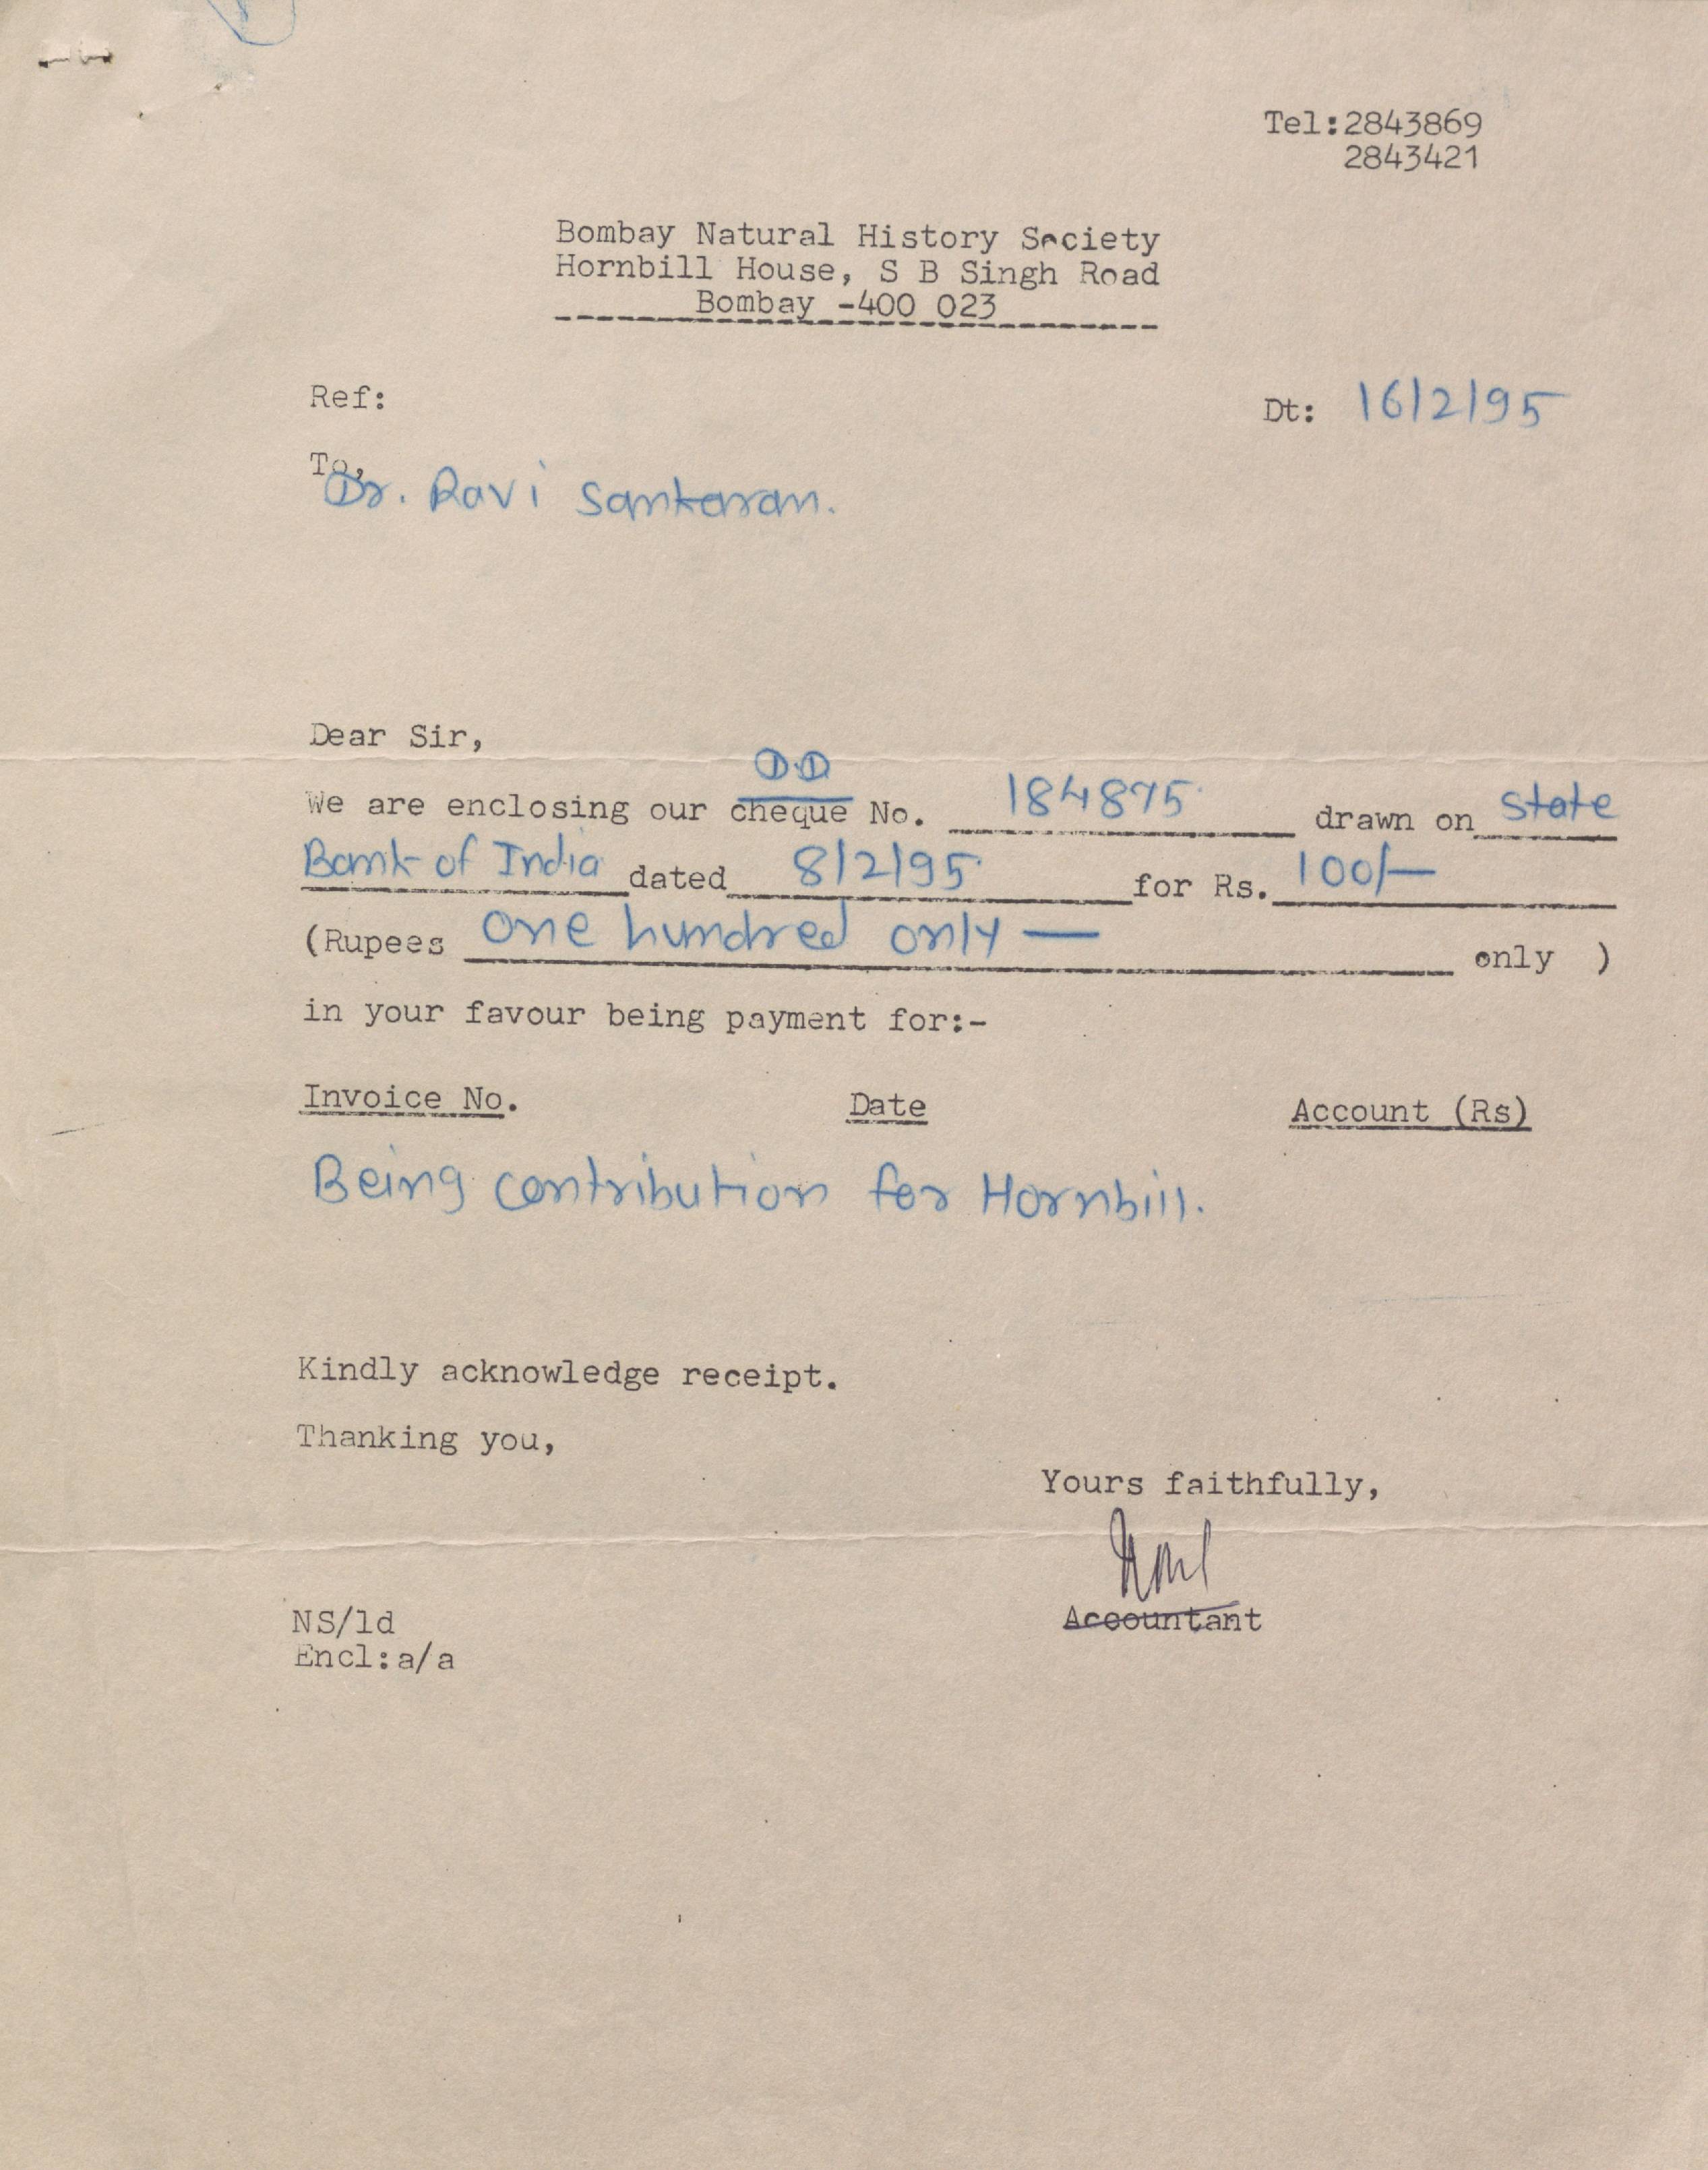 Tel:2843869
2843421
Bombay Natural History Society
Hornbill House, S B Singh Road
Bombay -400 023
Ref:
Dt: 16/2/95
To,
Dr. Ravi Sankaran.
Dear Sir,
D.D
We are enclosing our cheque No. 184875 drawn on State
Bank of India dated 8/2/95 for Rs. 100/-
(Rupees One hundred only — only )
in your favour being payment for:-
Invoice No. Date Account (Rs)
Being contribution for Hornbill.
Kindly acknowledge receipt.
Thanking you,
Yours faithfully,
Accountant
NS/ld
Encl:a/a